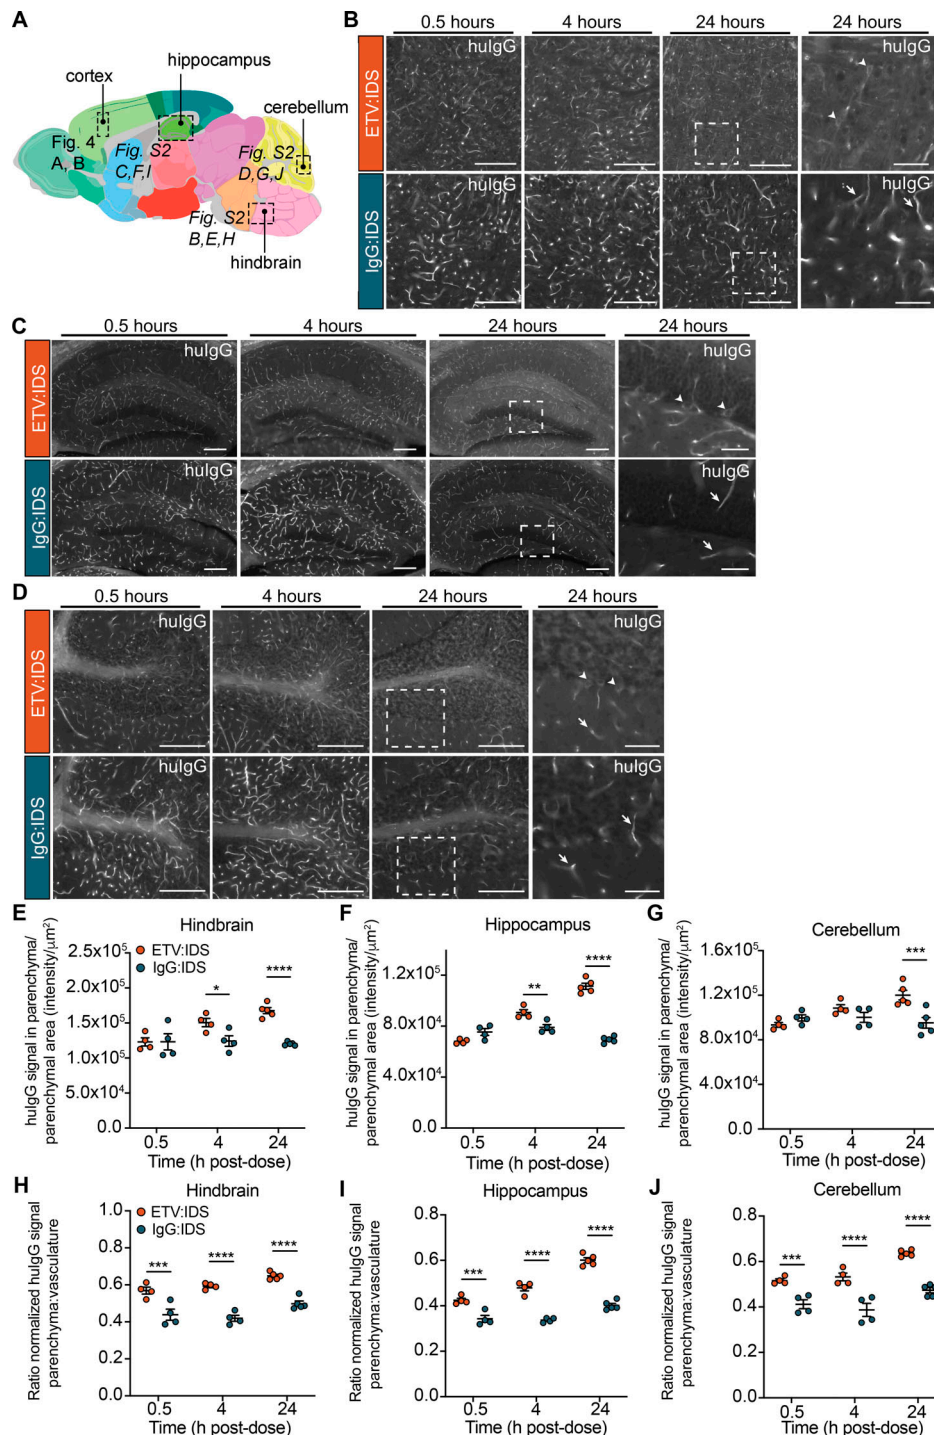 A
cortex
hippocampus
cerebellum
Fig. 4
A, B
Fig. S2
C,F,I
Fig. S2
D,G,J
Fig. S2
B,E,H
hindbrain
B
0.5 hours
4 hours
24 hours
24 hours
ETV:IDS
huIgG
huIgG
IgG:IDS
huIgG
huIgG
C
0.5 hours
4 hours
24 hours
24 hours
ETV:IDS
huIgG
huIgG
IgG:IDS
huIgG
huIgG
D
0.5 hours
4 hours
24 hours
24 hours
ETV:IDS
huIgG
huIgG
IgG:IDS
huIgG
huIgG
E
Hindbrain
huIgG signal in parenchyma/
parenchymal area (intensity/µm²)
2.5x10⁵
2.0x10⁵
1.5x10⁵
1.0x10⁵
5.0x10⁴
0.0
ETV:IDS
IgG:IDS
*
****
0.5
4
24
Time (h post-dose)
F
Hippocampus
huIgG signal in parenchyma/
parenchymal area (intensity/µm²)
1.2x10⁵
8.0x10⁴
4.0x10⁴
0.0
**
****
0.5
4
24
Time (h post-dose)
G
Cerebellum
huIgG signal in parenchyma/
parenchymal area (intensity/µm²)
1.6x10⁵
1.2x10⁵
8.0x10⁴
4.0x10⁴
0.0
***
0.5
4
24
Time (h post-dose)
H
Hindbrain
Ratio normalized huIgG signal
parenchyma:vasculature
1.0
0.8
0.6
0.4
0.2
0.0
ETV:IDS
IgG:IDS
***
****
****
0.5
4
24
Time (h post-dose)
I
Hippocampus
Ratio normalized huIgG signal
parenchyma:vasculature
0.8
0.6
0.4
0.2
0.0
***
****
****
0.5
4
24
Time (h post-dose)
J
Cerebellum
Ratio normalized huIgG signal
parenchyma:vasculature
0.8
0.6
0.4
0.2
0.0
***
****
****
0.5
4
24
Time (h post-dose)